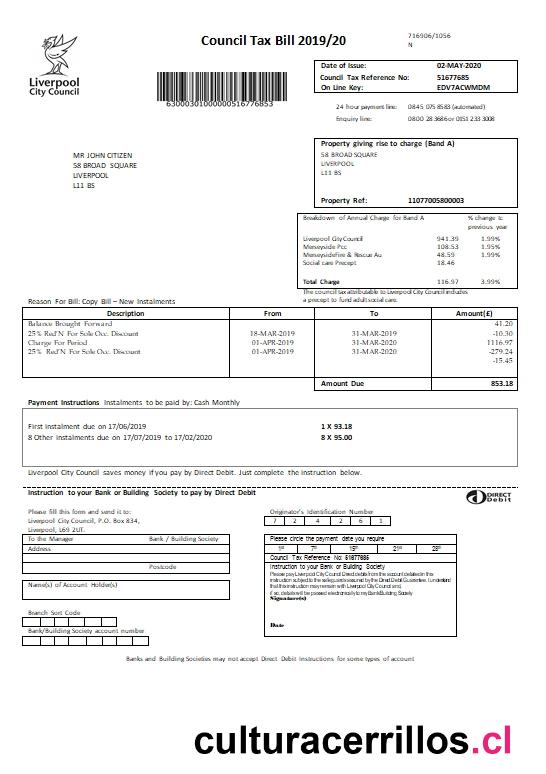 Council Tax Bill 2019/20
716906/1056
N
Liverpool
City Council
630003010000000516776853
Date of Issue: 02-MAY-2020
Council Tax Reference No: 51677685
On Line Key: EDV7ACWMDM
24 hour payment line: 0845 075 8583 (automated)
Enquiry line: 0800 28 3686 or 0151 233 3008
MR JOHN CITIZEN
58 BROAD SQUARE
LIVERPOOL
L11 BS
Property giving rise to charge (Band A)
58 BROAD SQUARE
LIVERPOOL
L11 BS
Property Ref: 11077005800003
Breakdown of Annual Charge for Band A % change to
previous year
Liverpool City Council 941.39 1.99%
Merseyside Pcc 108.53 1.95%
Merseyside Fire & Rescue Au 48.59 1.99%
Social care Precept 18.46
Total Charge 116.97 3.99%
The council tax attributable to Liverpool City Council includes
a precept to fund adult social care.
Reason For Bill: Copy Bill – New Instalments
Description From To Amount(£)
Balance Brought Forward 41.20
25% Red'N For Sole Occ. Discount 18-MAR-2019 31-MAR-2019 -10.30
Charge For Period 01-APR-2019 31-MAR-2020 1116.97
25% Red'N For Sole Occ. Discount 01-APR-2019 31-MAR-2020 -279.24
-15.45
Amount Due 853.18
Payment Instructions Instalments to be paid by: Cash Monthly
First instalment due on 17/06/2019 1 X 93.18
8 Other instalments due on 17/07/2019 to 17/02/2020 8 X 95.00
Liverpool City Council saves money if you pay by Direct Debit. Just complete the instruction below.
Instruction to your Bank or Building Society to pay by Direct Debit
DIRECT
Debit
Please fill this form and send it to:
Liverpool City Council, P.O. Box 834,
Liverpool, L69 2UT.
Originator's Identification Number
7 2 4 2 6 1
To the Manager Bank / Building Society
Address
Postcode
Name(s) of Account Holder(s)
Branch Sort Code
Bank/Building Society account number
Please circle the payment date you require
1st 7th 15th 21st 28th
Council Tax Reference No: 51677685
Instruction to your Bank or Building Society
Please pay Liverpool City Council Direct debits from the account detailed in this
instruction subject to the safeguards assured by the Direct Debit Guarantee. I understand
that this instruction may remain with Liverpool City Council and,
if so, details will be passed electronically to my Bank/Building Society
Signature(s)
Date
Banks and Building Societies may not accept Direct Debit Instructions for some types of account
culturacerrillos.cl